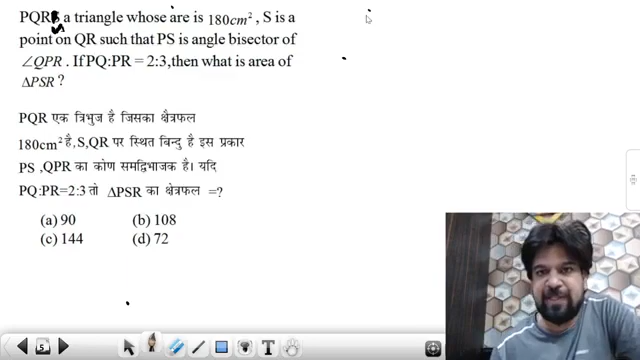 PQR a triangle whose are is 180cm², S is a
point on QR such that PS is angle bisector of
∠QPR. If PQ:PR = 2:3, then what is area of
ΔPSR ?
PQR एक त्रिभुज है जिसका क्षैत्रफल
180cm² है, S,QR पर स्थित बिन्दु है इस प्रकार
PS ,QPR का कोण समद्विभाजक है। यदि
PQ:PR=2:3 तो ΔPSR का क्षेत्रफल =?
(a) 90 (b) 108
(c) 144 (d) 72
5
T